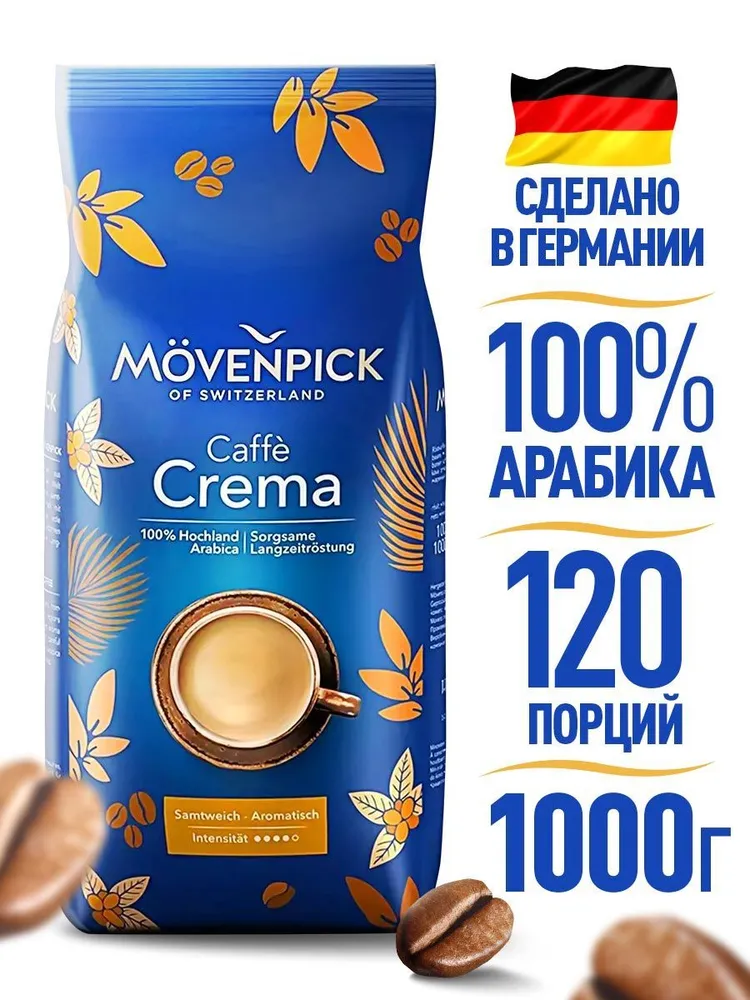 MÖVENPICK
OF SWITZERLAND
Caffè
Crema
100% Hochland
Arabica
Sorgsame
Langzeitröstung
Samtweich - Aromatisch
Intensität
СДЕЛАНО
В ГЕРМАНИИ
100%
АРАБИКА
120
ПОРЦИЙ
1000г